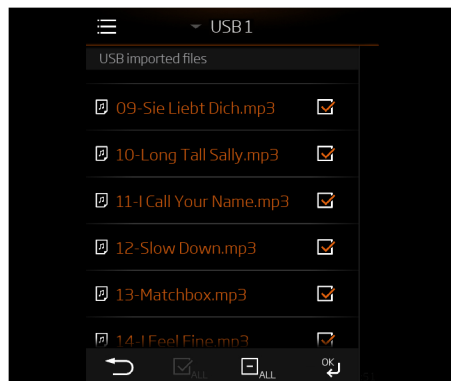 USB 1
USB imported files
09-Sie Liebt Dich.mp3
10-Long Tall Sally.mp3
11-I Call Your Name.mp3
12-Slow Down.mp3
13-Matchbox.mp3
14-I Feel Fine.mp3
ALL
ALL
OK